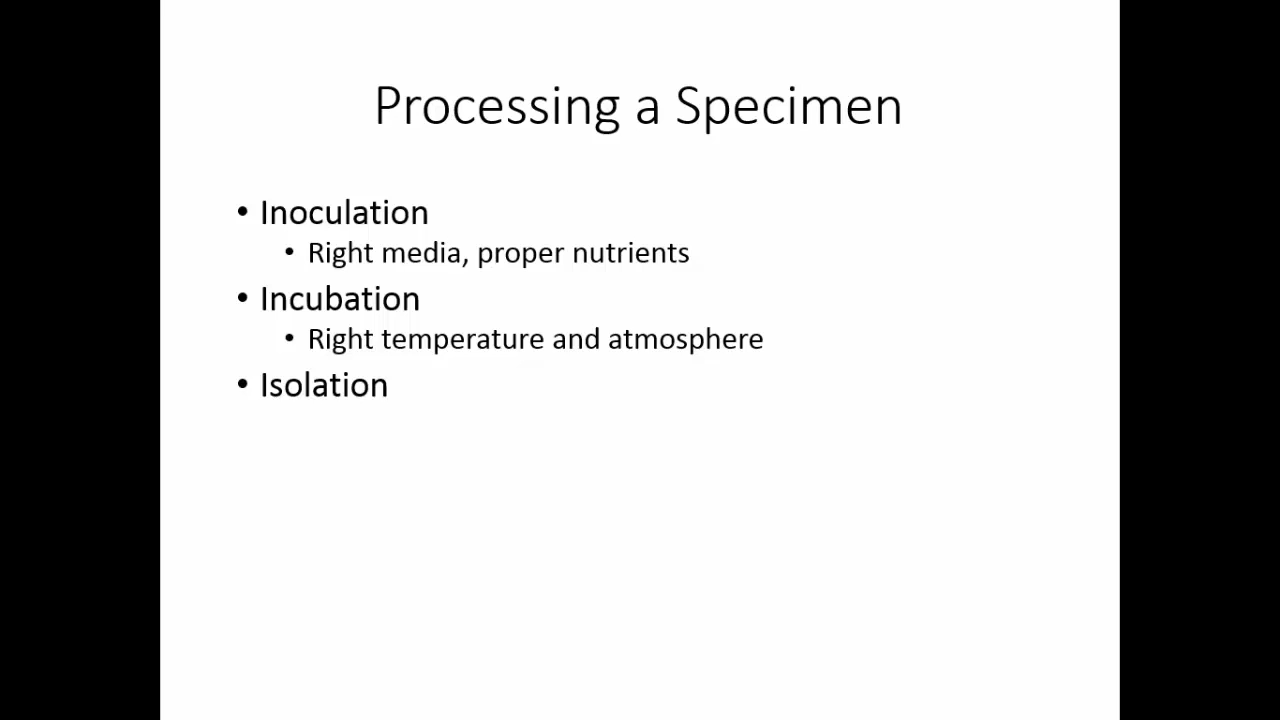 Processing a Specimen
• Inoculation
• Right media, proper nutrients
• Incubation
• Right temperature and atmosphere
• Isolation